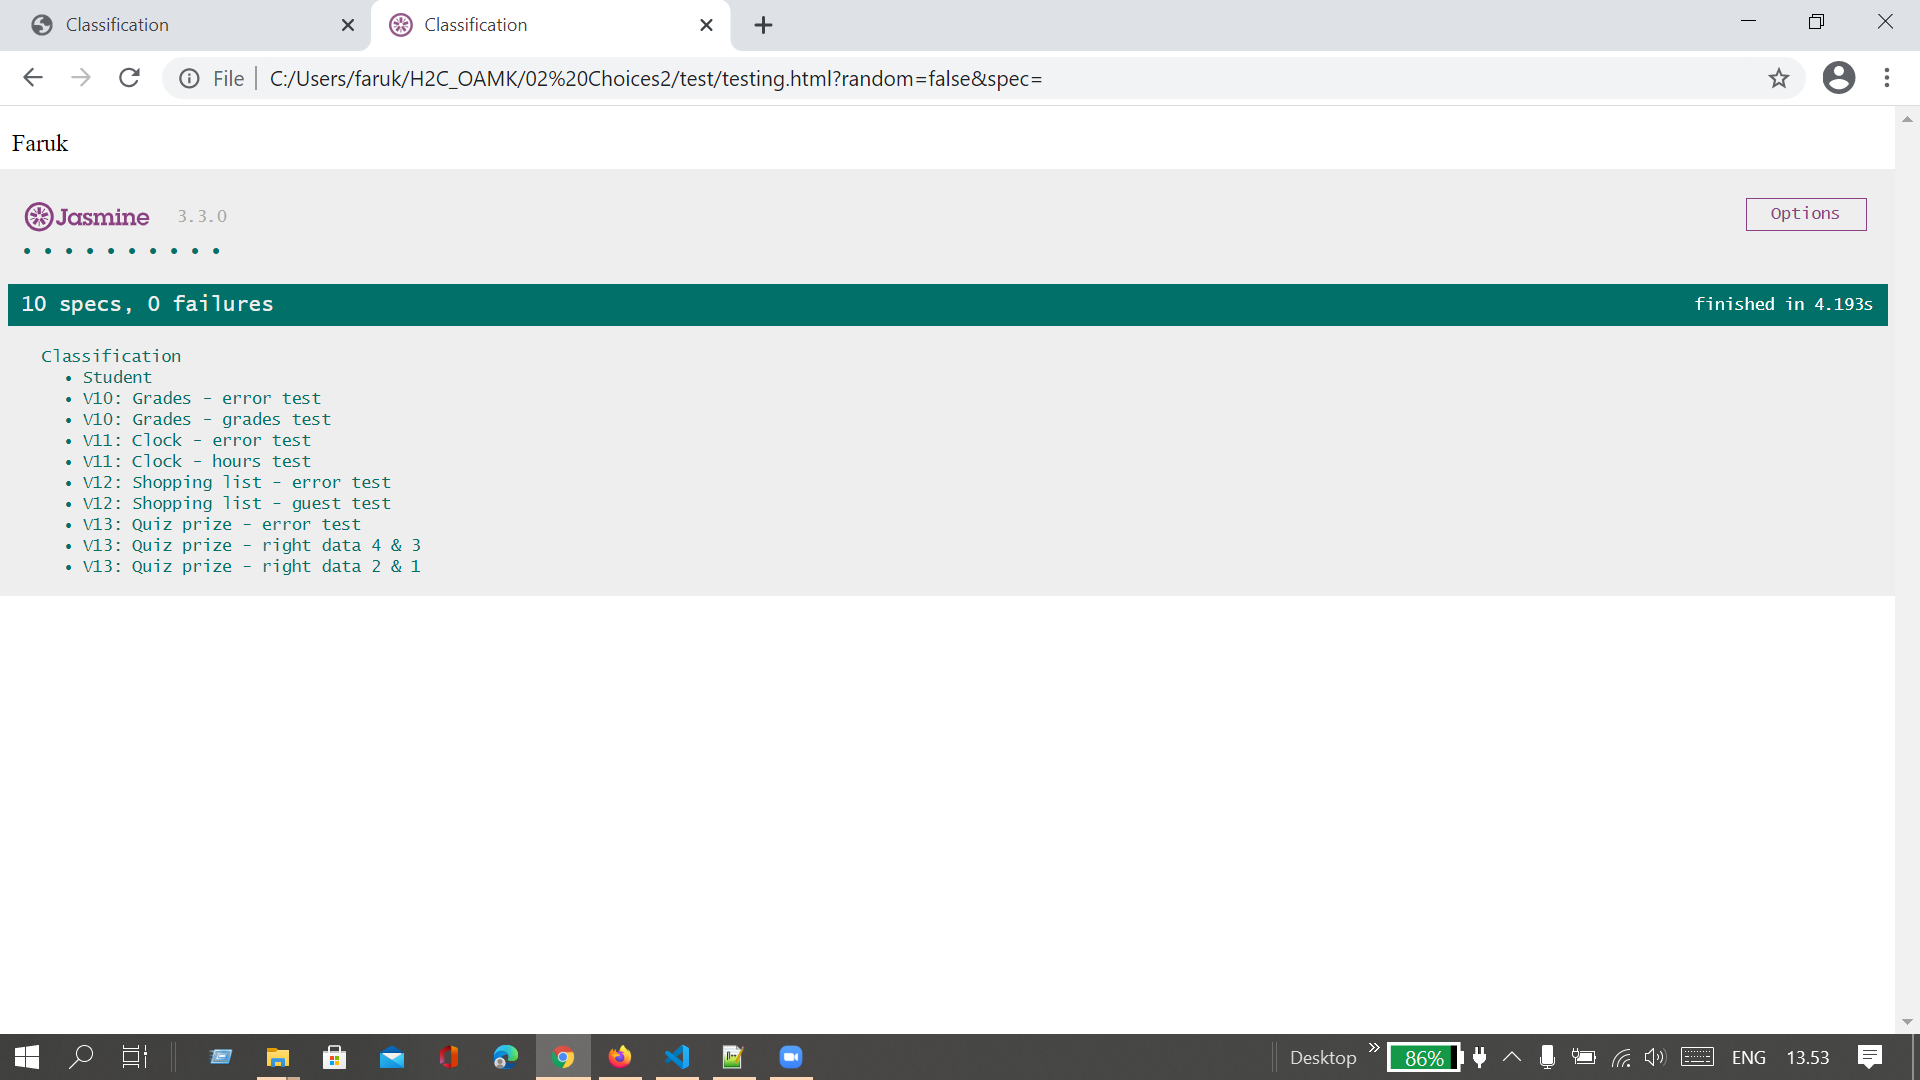 Classification
Classification
File
C:/Users/faruk/H2C_OAMK/02%20Choices2/test/testing.html?random=false&spec=
Faruk
Jasmine 3.3.0
Options
• • • • • • • • • •
10 specs, 0 failures
finished in 4.193s
Classification
• Student
• V10: Grades - error test
• V10: Grades - grades test
• V11: Clock - error test
• V11: Clock - hours test
• V12: Shopping list - error test
• V12: Shopping list - guest test
• V13: Quiz prize - error test
• V13: Quiz prize - right data 4 & 3
• V13: Quiz prize - right data 2 & 1
Desktop
86%
ENG
13.53